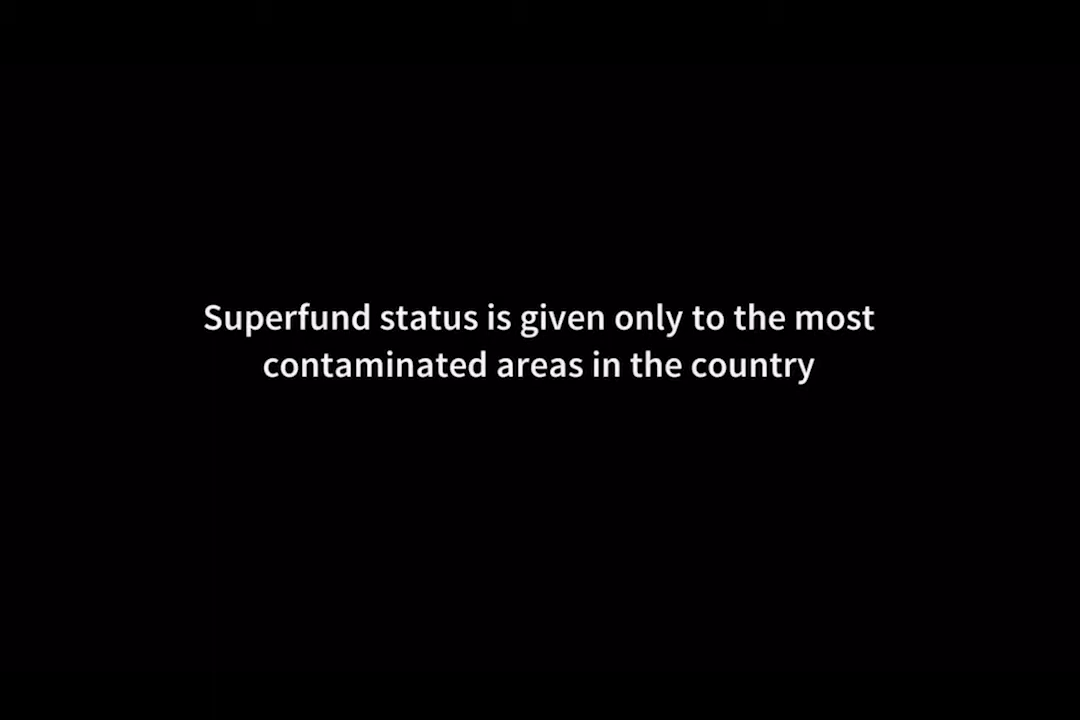 Superfund status is given only to the most
contaminated areas in the country